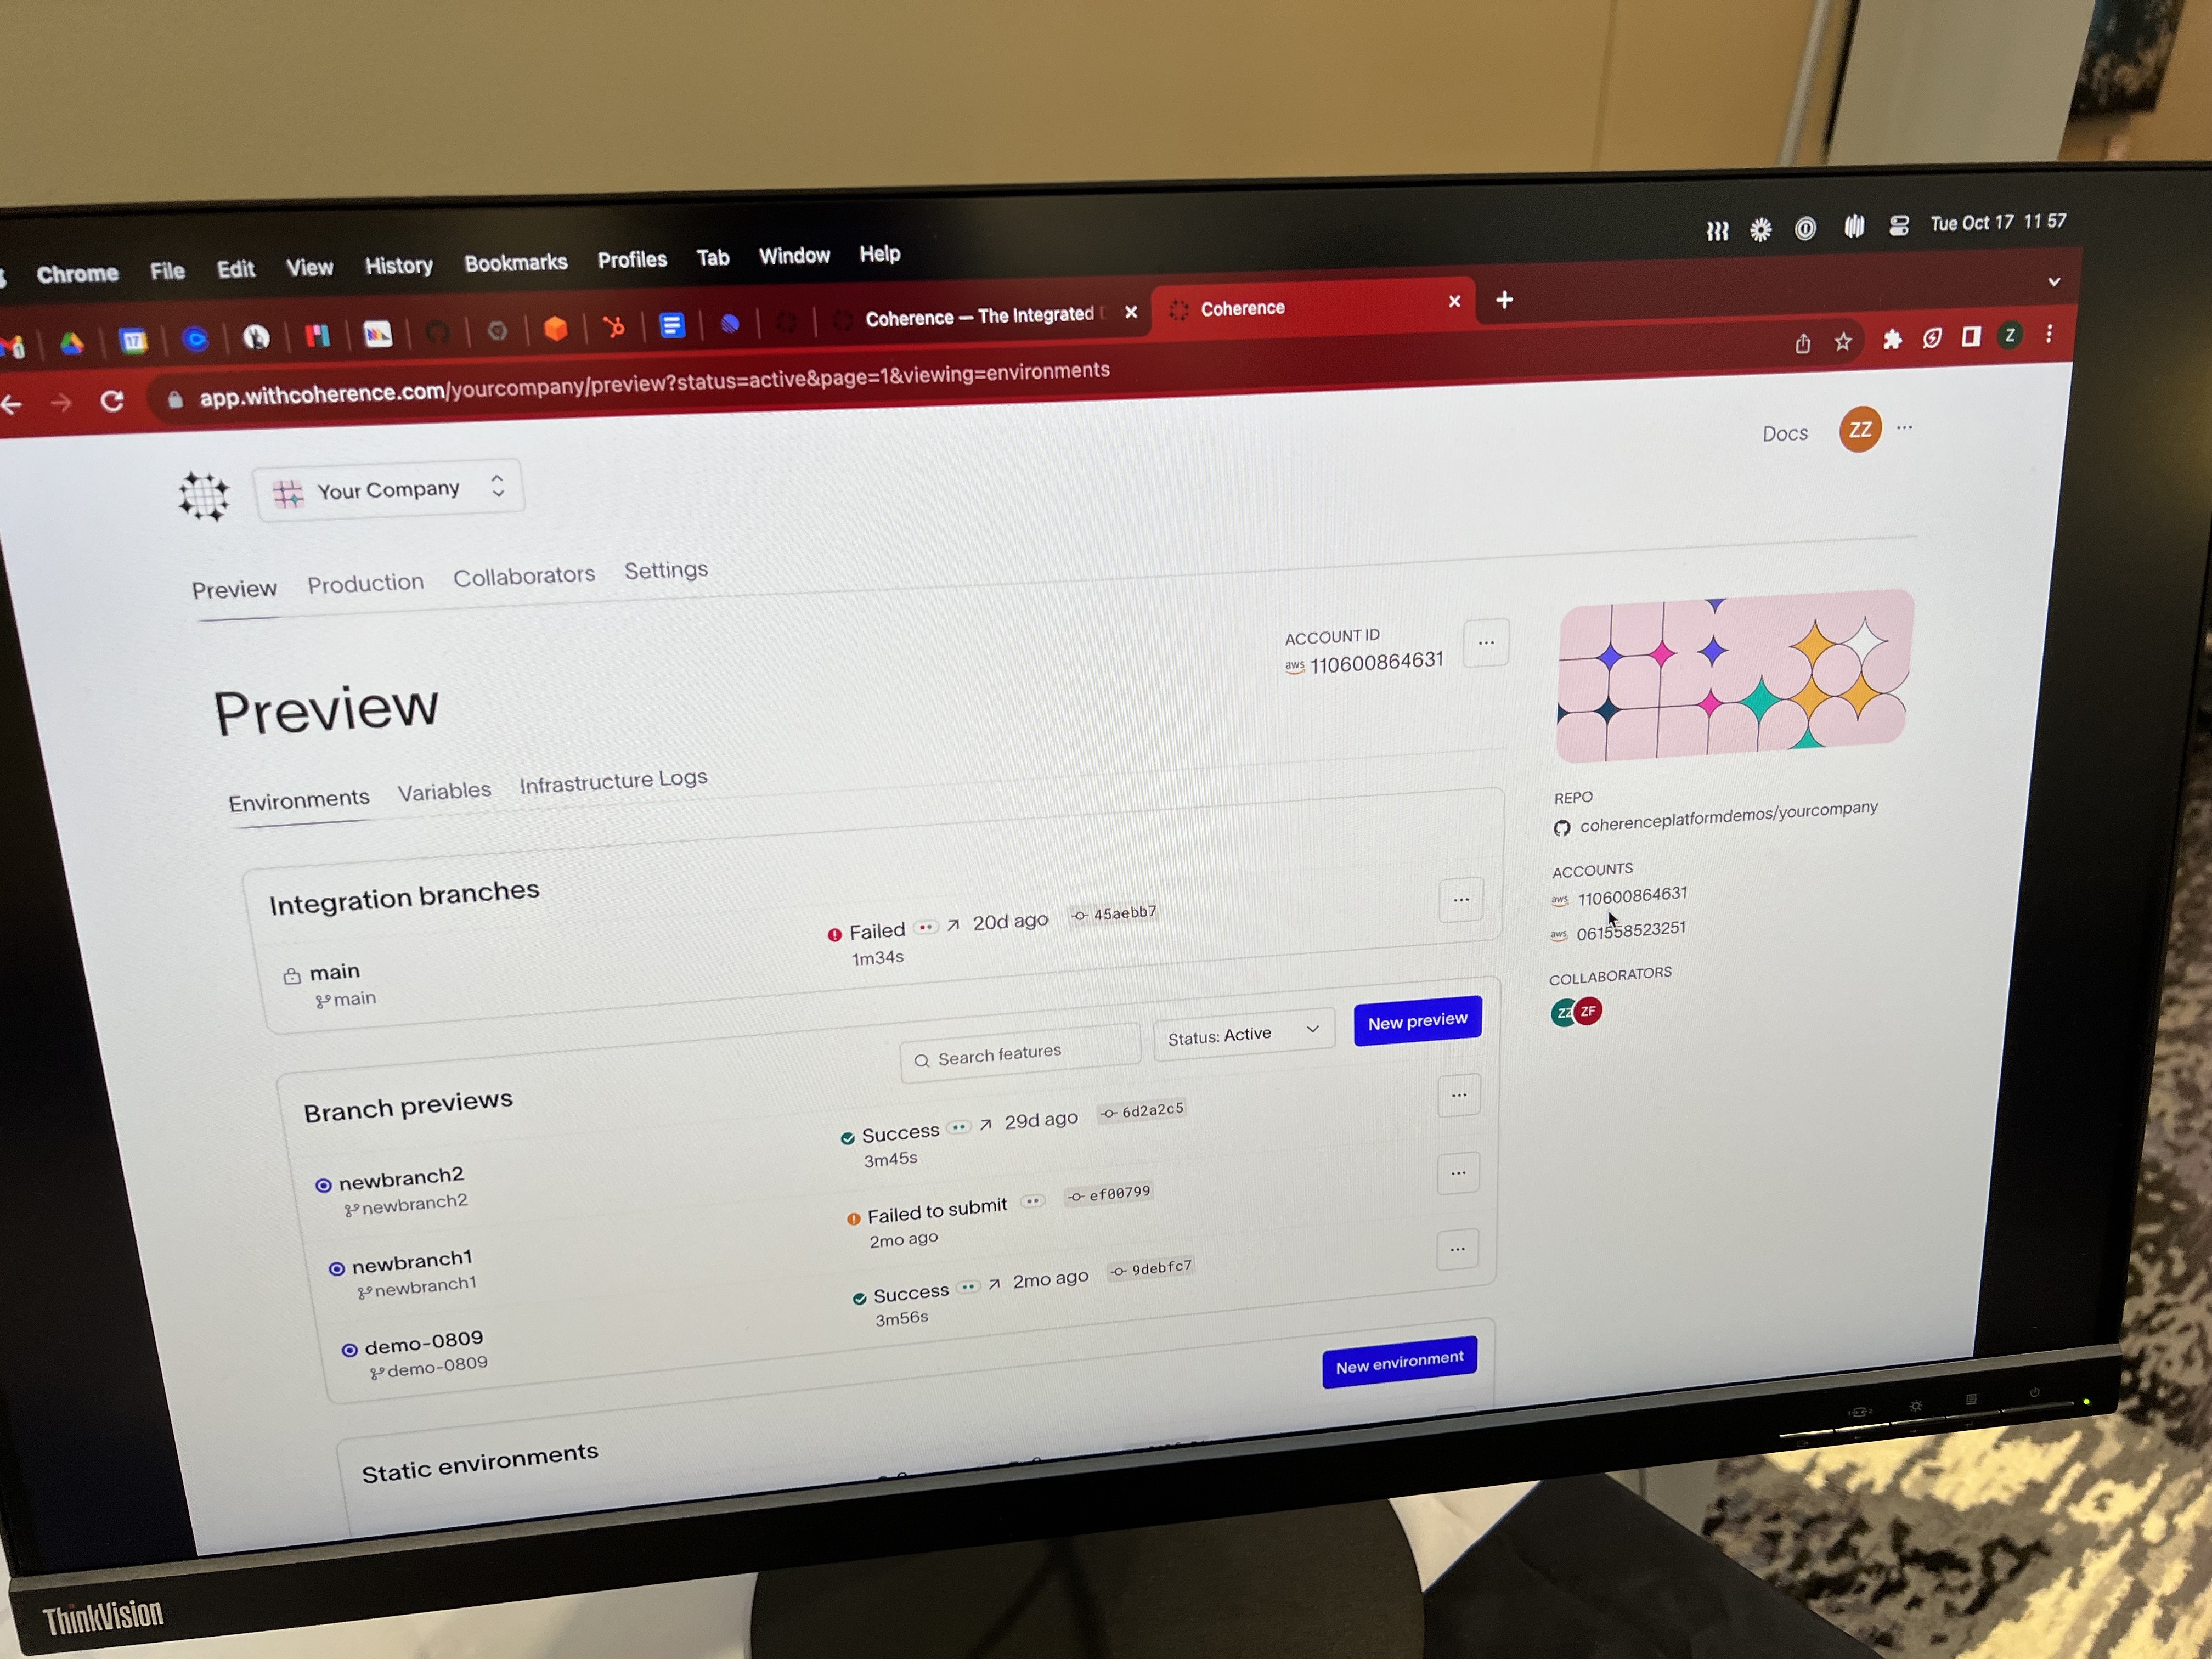 Chrome File Edit View History Bookmarks Profiles Tab Window Help
Tue Oct 17 11 57
17
Coherence — The Integrated
Coherence
app.withcoherence.com/yourcompany/preview?status=active&page=1&viewing=environments
Z
Your Company
Docs
ZZ
...
Preview Production Collaborators Settings
Preview
ACCOUNT ID
aws 110600864631
...
Environments Variables Infrastructure Logs
Integration branches
main
main
Failed 20d ago 45aebb7
1m34s
...
Branch previews
Search features
Status: Active
New preview
newbranch2
newbranch2
Success 29d ago 6d2a2c5
3m45s
...
newbranch1
newbranch1
Failed to submit ef00799
2mo ago
...
demo-0809
demo-0809
Success 2mo ago 9debfc7
3m56s
...
Static environments
New environment
REPO
coherenceplatformdemos/yourcompany
ACCOUNTS
aws 110600864631
aws 061558523251
COLLABORATORS
ZZ ZF
ThinkVision